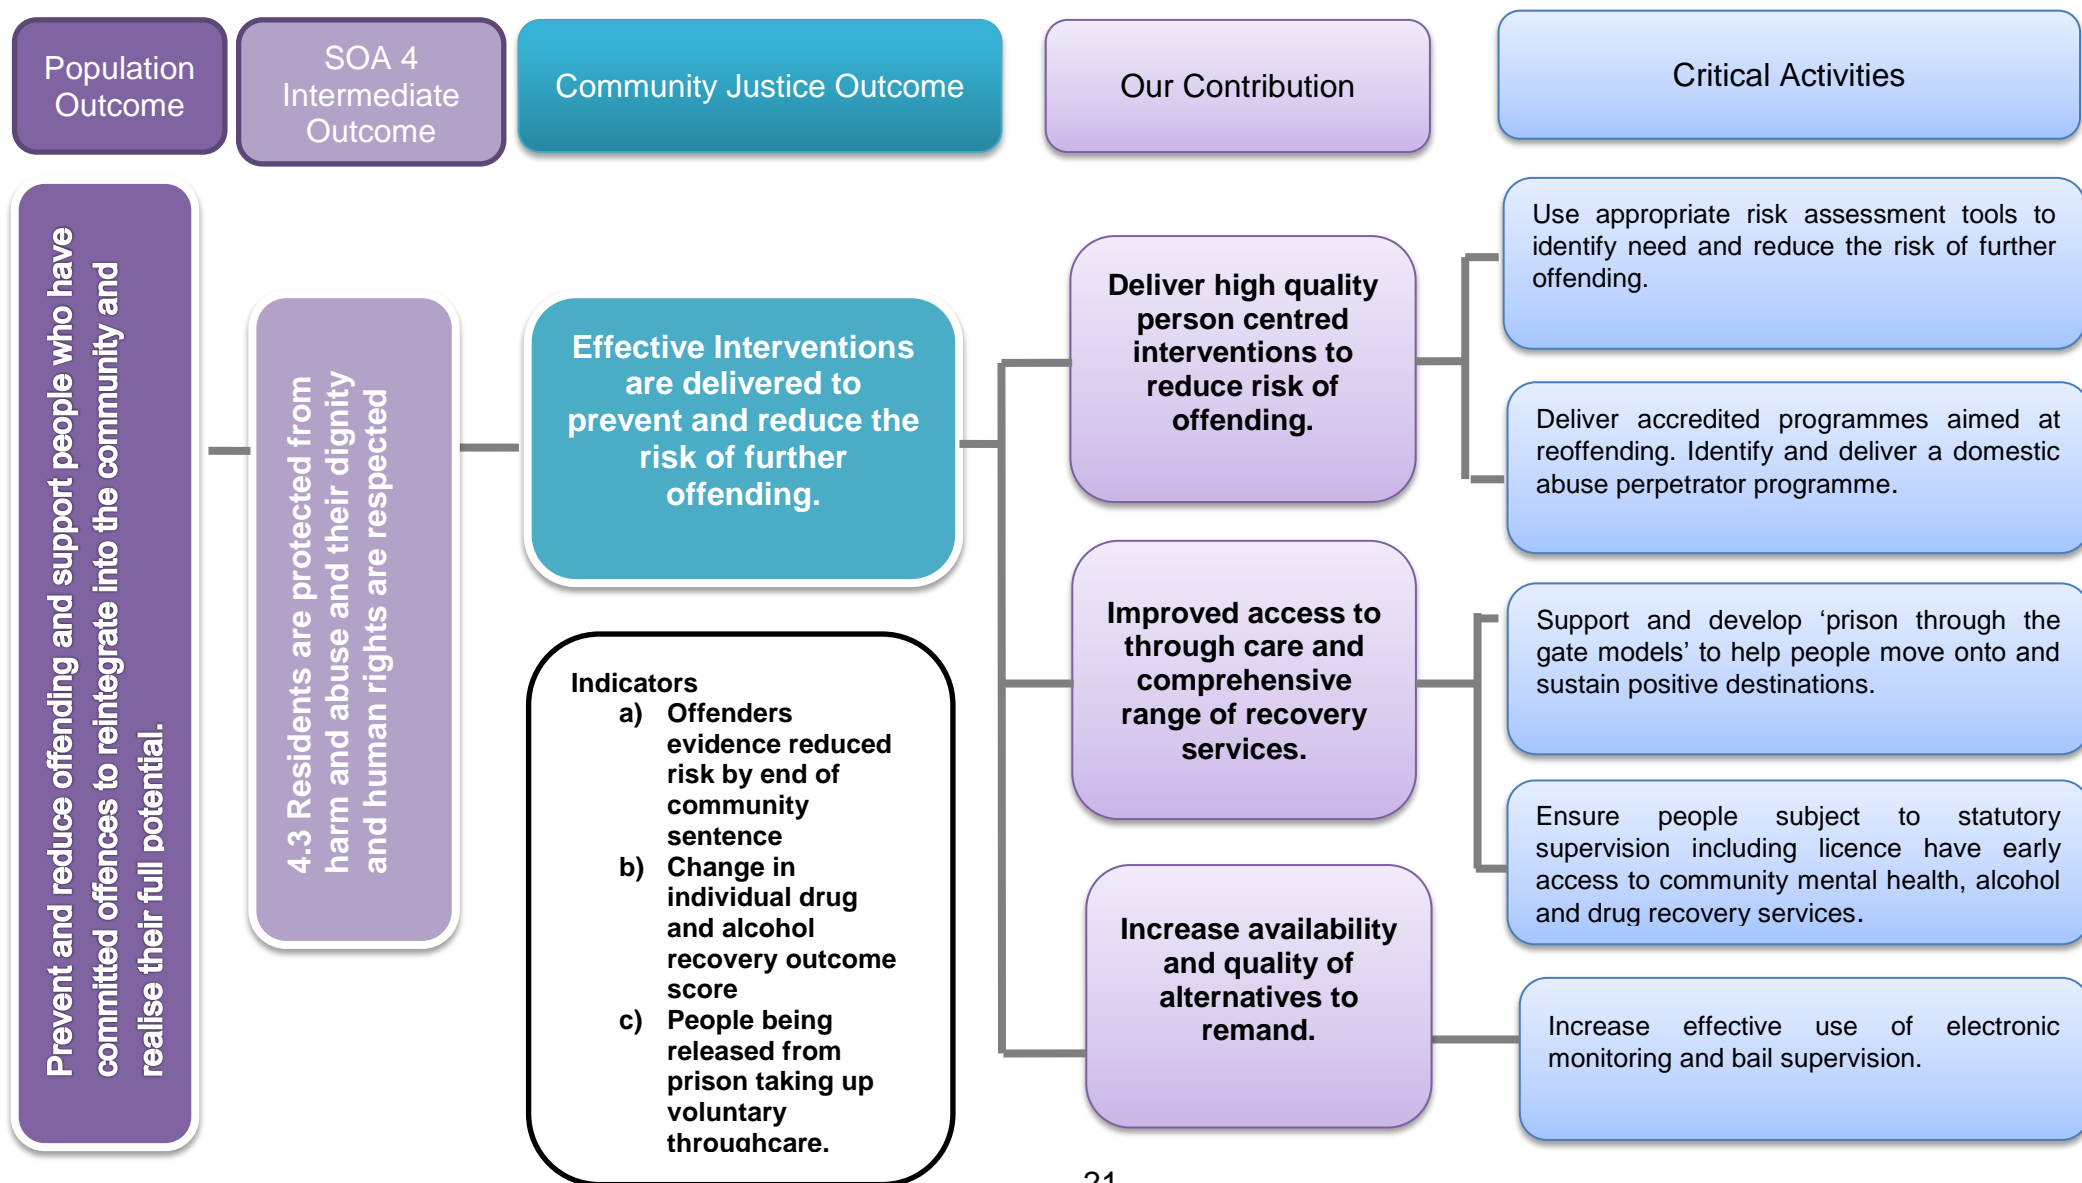 Population
Outcome
SOA 4
Intermediate
Outcome
Community Justice Outcome
Our Contribution
Critical Activities
Prevent and reduce offending and support people who have
committed offences to reintegrate into the community and
realise their full potential.
4.3 Residents are protected from
harm and abuse and their dignity
and human rights are respected
Effective Interventions
are delivered to
prevent and reduce the
risk of further
offending.
Indicators
a) Offenders
evidence reduced
risk by end of
community
sentence
b) Change in
individual drug
and alcohol
recovery outcome
score
c) People being
released from
prison taking up
voluntary
throughcare.
Deliver high quality
person centred
interventions to
reduce risk of
offending.
Improved access to
through care and
comprehensive
range of recovery
services.
Increase availability
and quality of
alternatives to
remand.
Use appropriate risk assessment tools to
identify need and reduce the risk of further
offending.
Deliver accredited programmes aimed at
reoffending. Identify and deliver a domestic
abuse perpetrator programme.
Support and develop ‘prison through the
gate models’ to help people move onto and
sustain positive destinations.
Ensure people subject to statutory
supervision including licence have early
access to community mental health, alcohol
and drug recovery services.
Increase effective use of electronic
monitoring and bail supervision.
21